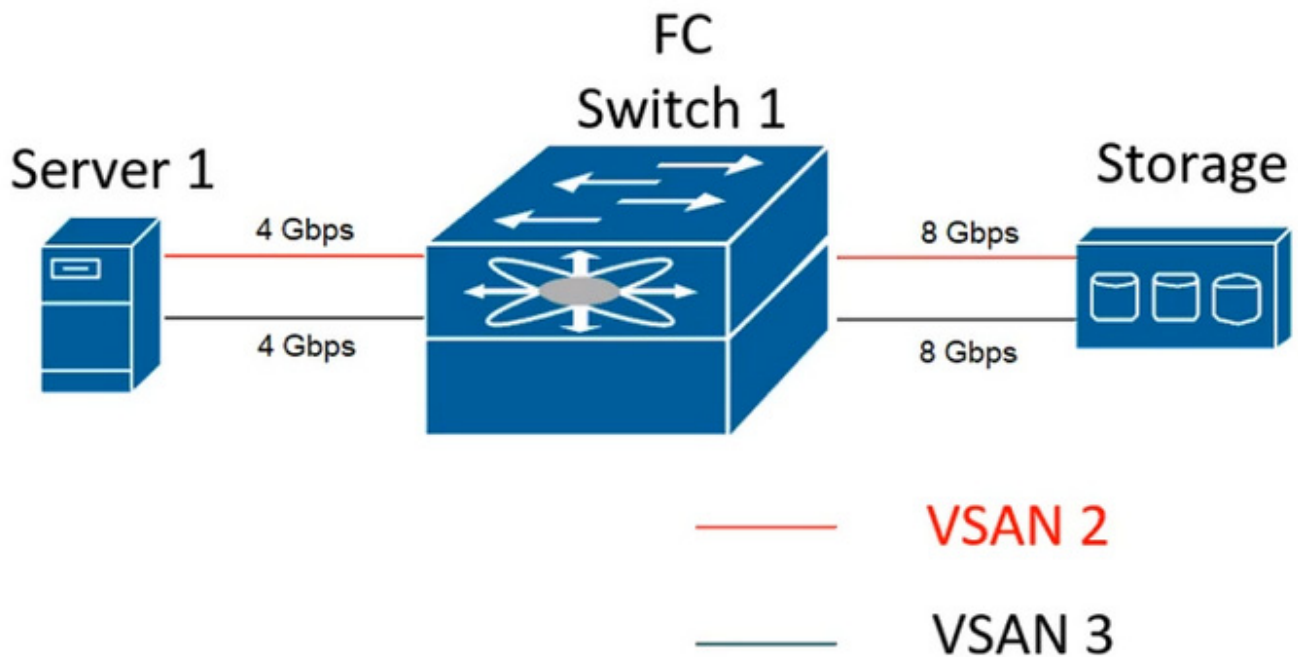 FC
Switch 1
Server 1
Storage
4 Gbps
8 Gbps
4 Gbps
8 Gbps
VSAN 2
VSAN 3